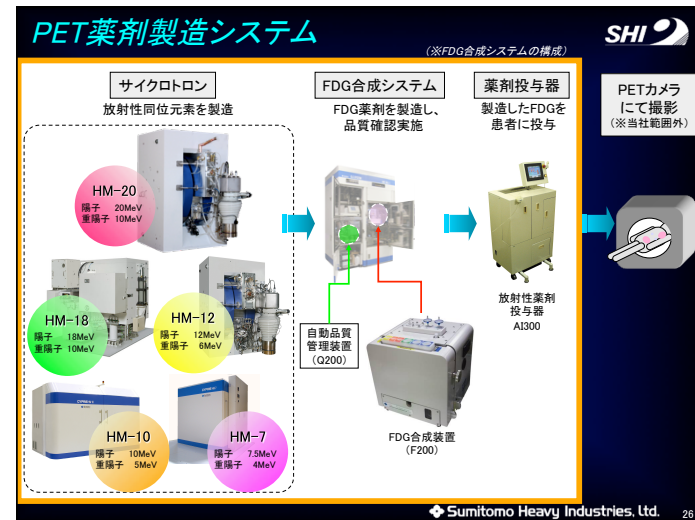 PET薬剤製造システム
(※FDG合成システムの構成)
SHI
サイクロトロン
放射性同位元素を製造
FDG合成システム
FDG薬剤を製造し、
品質確認実施
薬剤投与器
製造したFDGを
患者に投与
PETカメラ
にて撮影
(※当社範囲外)
HM-20
陽子 20MeV
重陽子 10MeV
HM-18
陽子 18MeV
重陽子 10MeV
HM-12
陽子 12MeV
重陽子 6MeV
HM-10
陽子 10MeV
重陽子 5MeV
HM-7
陽子 7.5MeV
重陽子 4MeV
自動品質
管理装置
(Q200)
FDG合成装置
(F200)
放射性薬剤
投与器
AI300
Sumitomo Heavy Industries, Ltd.
26